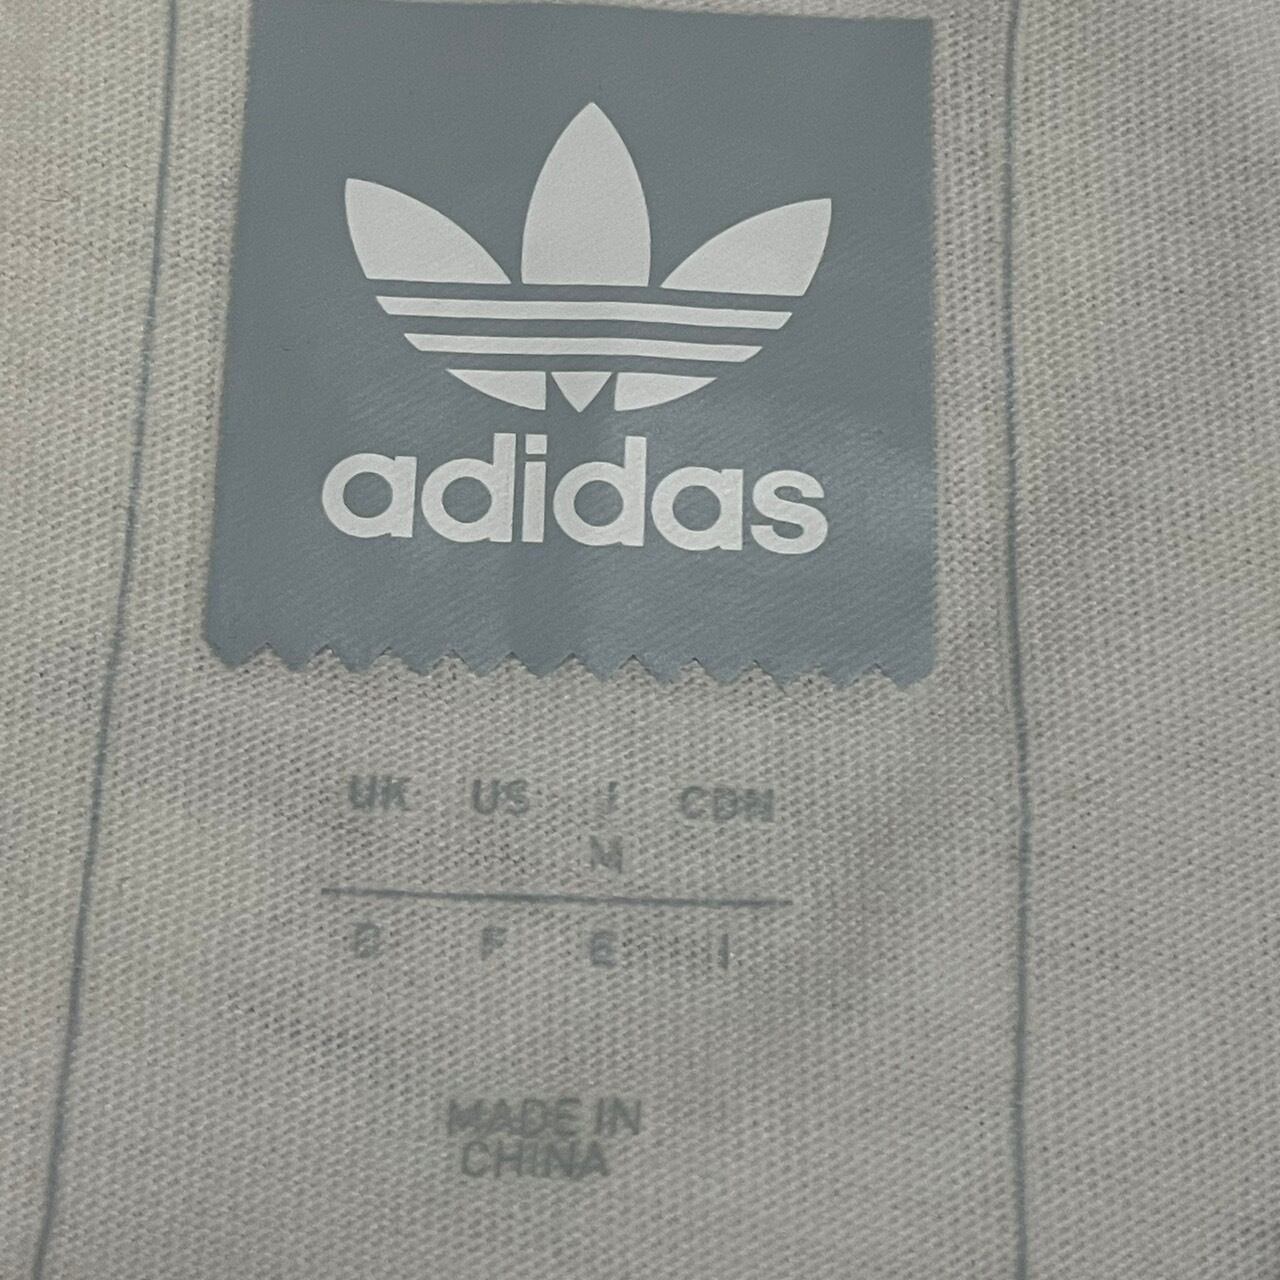 adidas
UK US / CDN
M
D F E I
MADE IN
CHINA